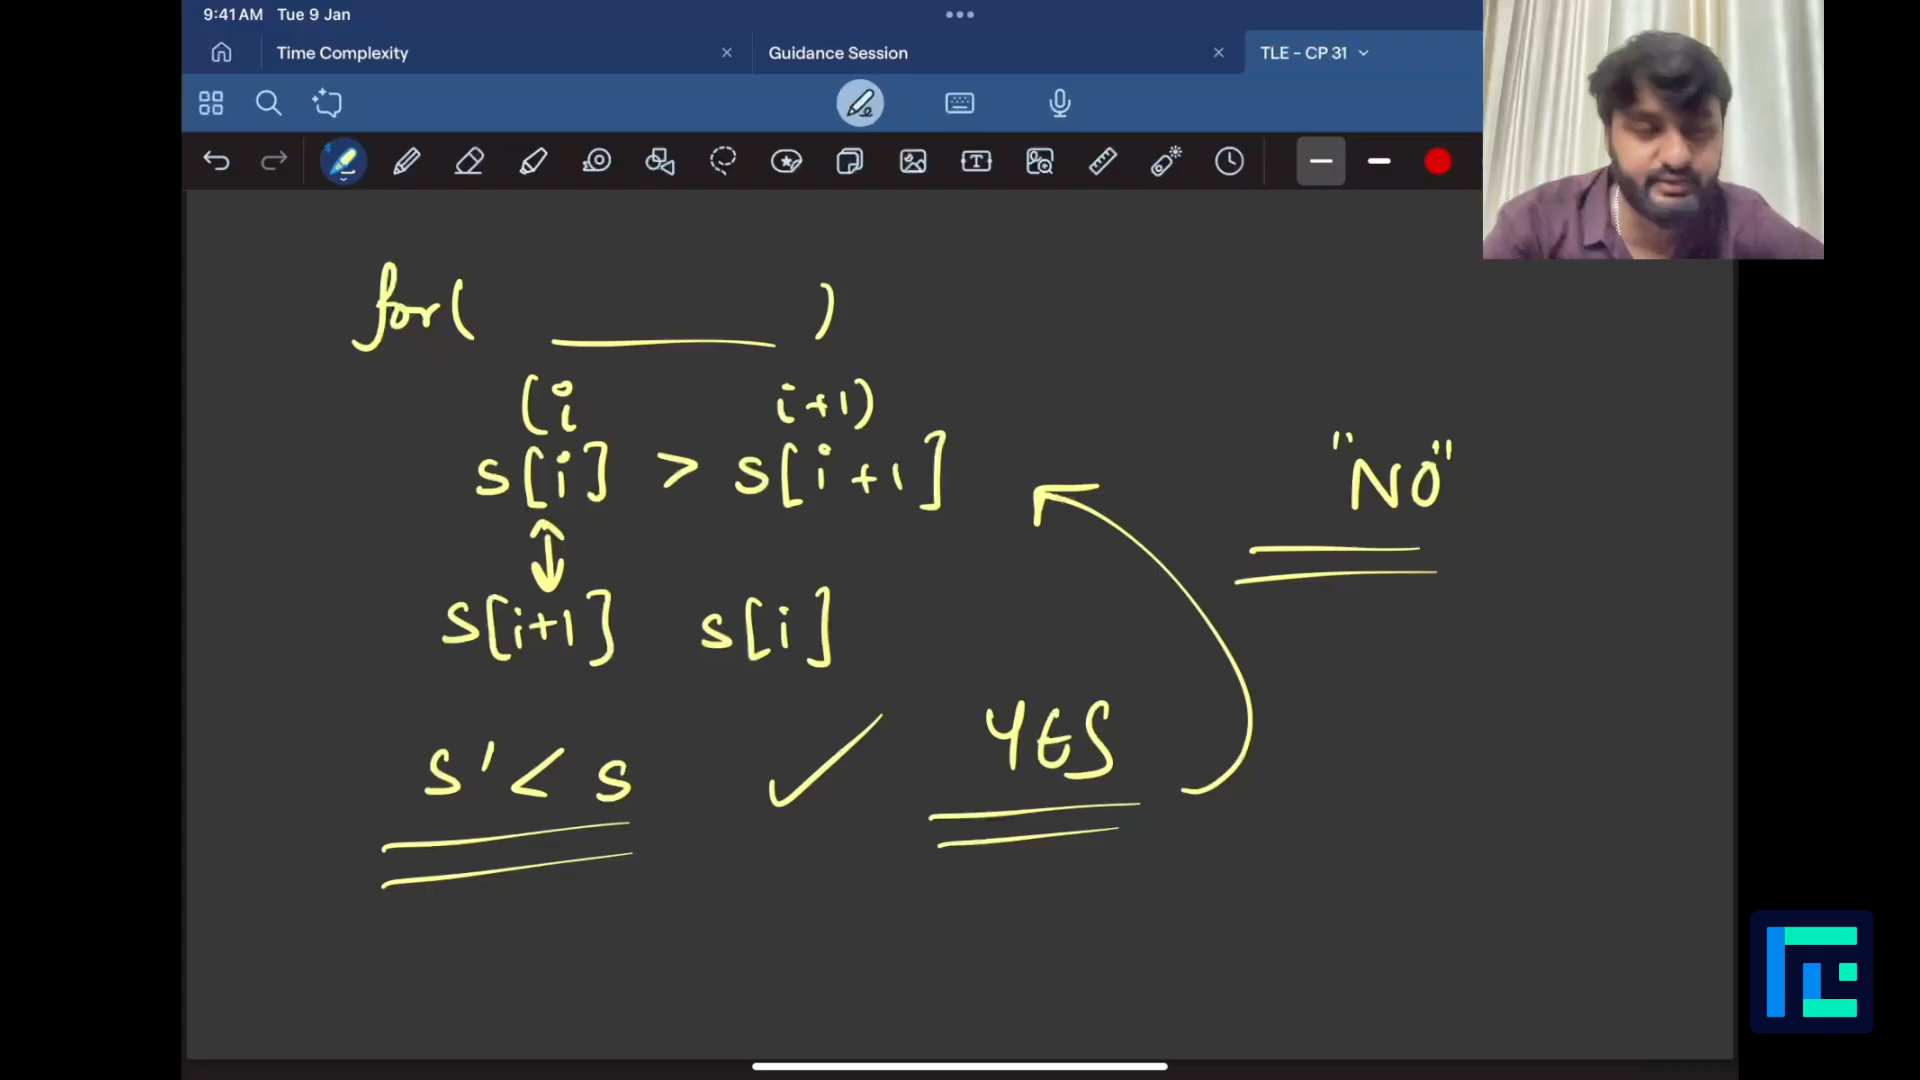 9:41 AM Tue 9 Jan
Time Complexity
Guidance Session
TLE - CP 31
for( ______ )
(i i+1)
s[i] > s[i+1]
"NO"
s[i+1] s[i]
YES
s' < s